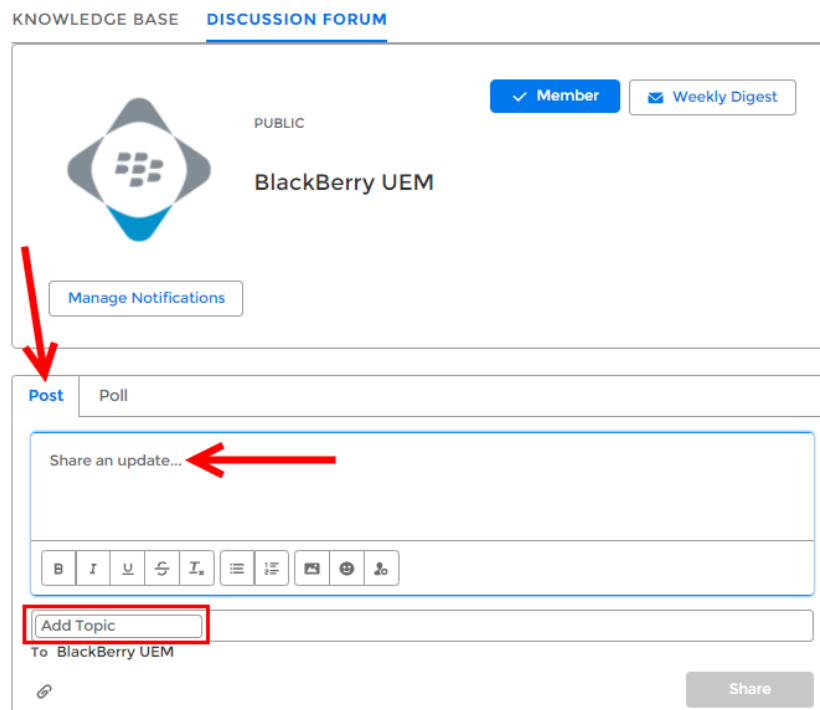 KNOWLEDGE BASE DISCUSSION FORUM
Member Weekly Digest
PUBLIC
BlackBerry UEM
Manage Notifications
Post Poll
Share an update...
B I U S Tx
Add Topic
To BlackBerry UEM
Share